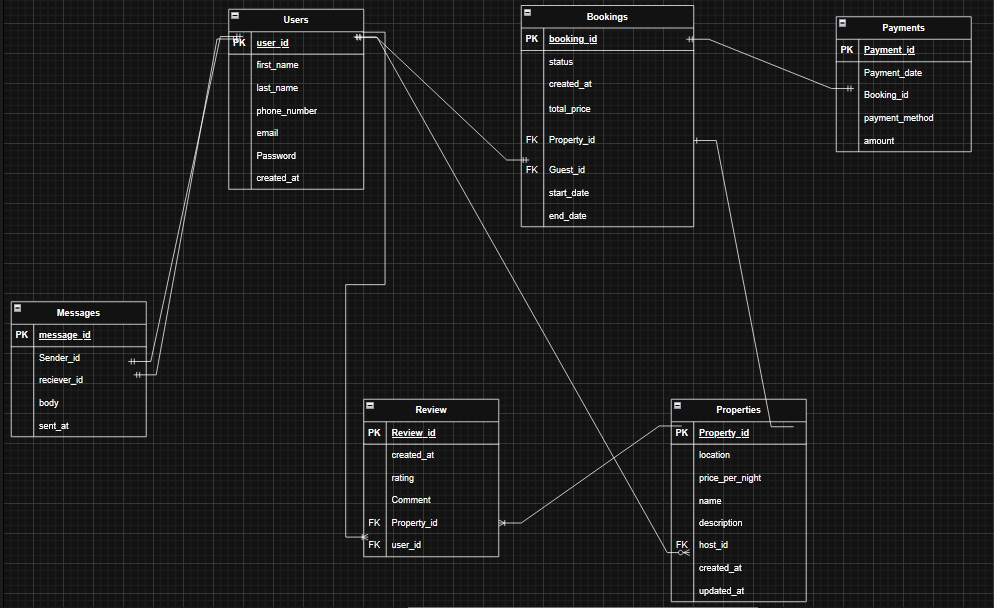 Users
PK user_id
first_name
last_name
phone_number
email
Password
created_at
Bookings
PK booking_id
status
created_at
total_price
FK Property_id
FK Guest_id
start_date
end_date
Payments
PK Payment_id
Payment_date
Booking_id
payment_method
amount
Messages
PK message_id
Sender_id
reciever_id
body
sent_at
Review
PK Review_id
created_at
rating
Comment
FK Property_id
FK user_id
Properties
PK Property_id
location
price_per_night
name
description
FK host_id
created_at
updated_at